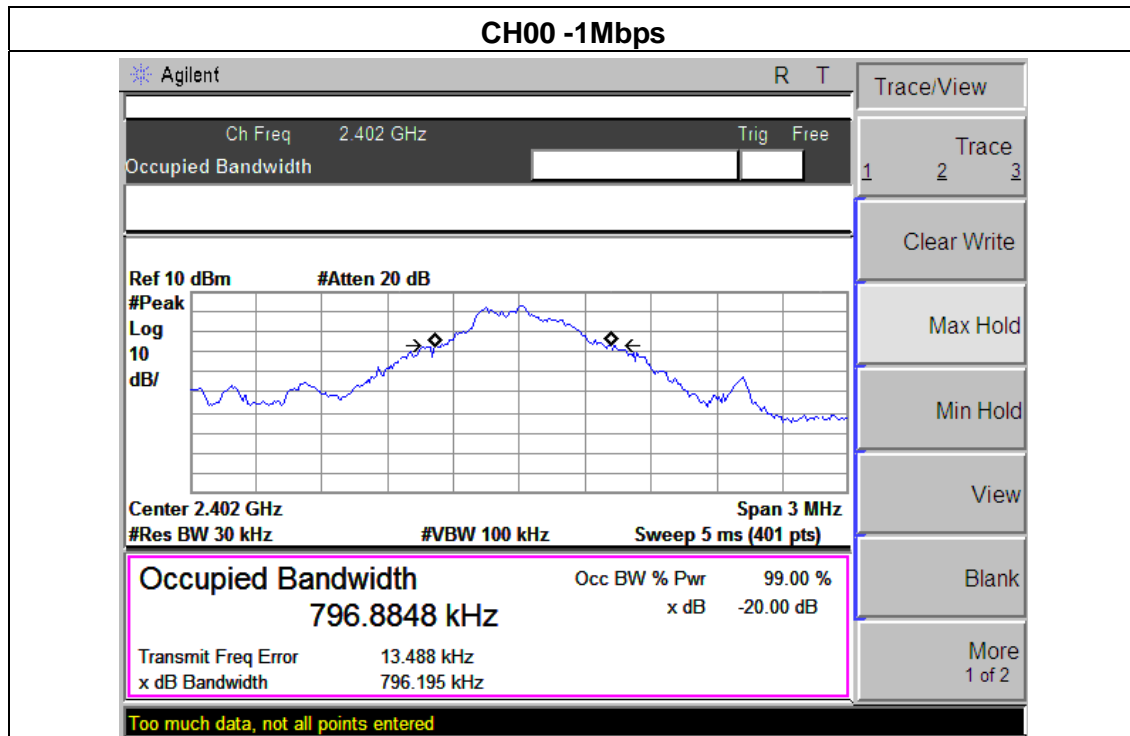 CH00 -1Mbps
Agilent R T
Ch Freq 2.402 GHz Trig Free
Occupied Bandwidth
Ref 10 dBm #Atten 20 dB
#Peak
Log
10
dB/
Center 2.402 GHz Span 3 MHz
#Res BW 30 kHz #VBW 100 kHz Sweep 5 ms (401 pts)
Occupied Bandwidth Occ BW % Pwr 99.00 %
796.8848 kHz x dB -20.00 dB
Transmit Freq Error 13.488 kHz
x dB Bandwidth 796.195 kHz
Too much data, not all points entered
Trace/View
Trace
1 2 3
Clear Write
Max Hold
Min Hold
View
Blank
More
1 of 2